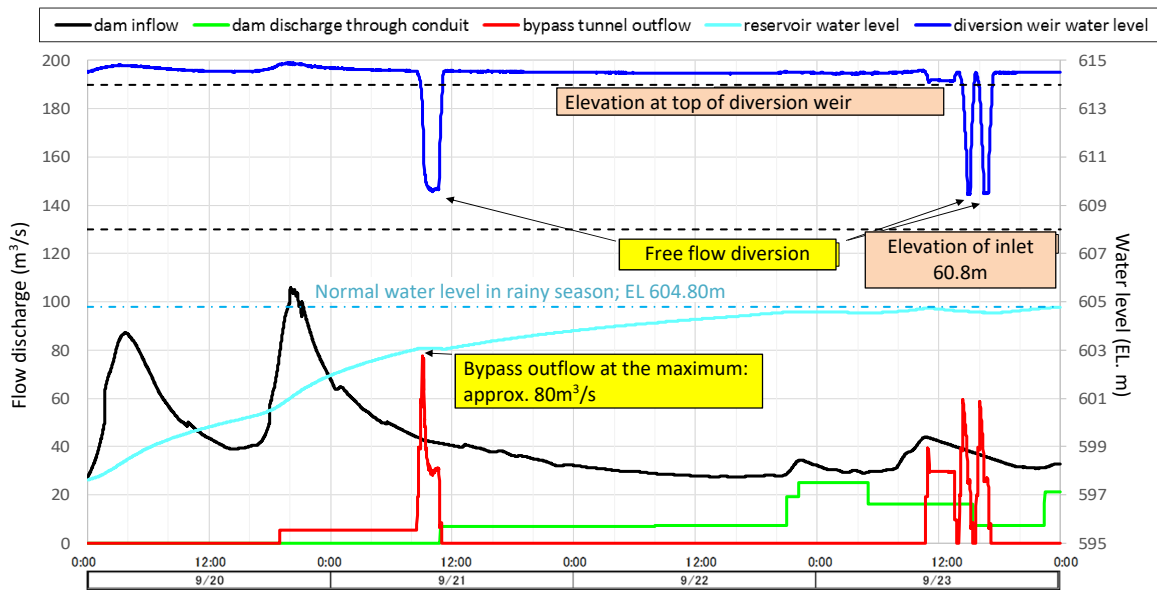 dam inflow dam discharge through conduit bypass tunnel outflow reservoir water level diversion weir water level
200
180
160
140
120
100
80
60
40
20
0
Flow discharge (m³/s)
615
613
611
609
607
605
603
601
599
597
595
Water level (EL. m)
Elevation at top of diversion weir
Free flow diversion
Elevation of inlet
60.8m
Normal water level in rainy season; EL 604.80m
Bypass outflow at the maximum:
approx. 80m³/s
0:00 12:00 0:00 12:00 0:00 12:00 0:00 12:00 0:00
9/20 9/21 9/22 9/23